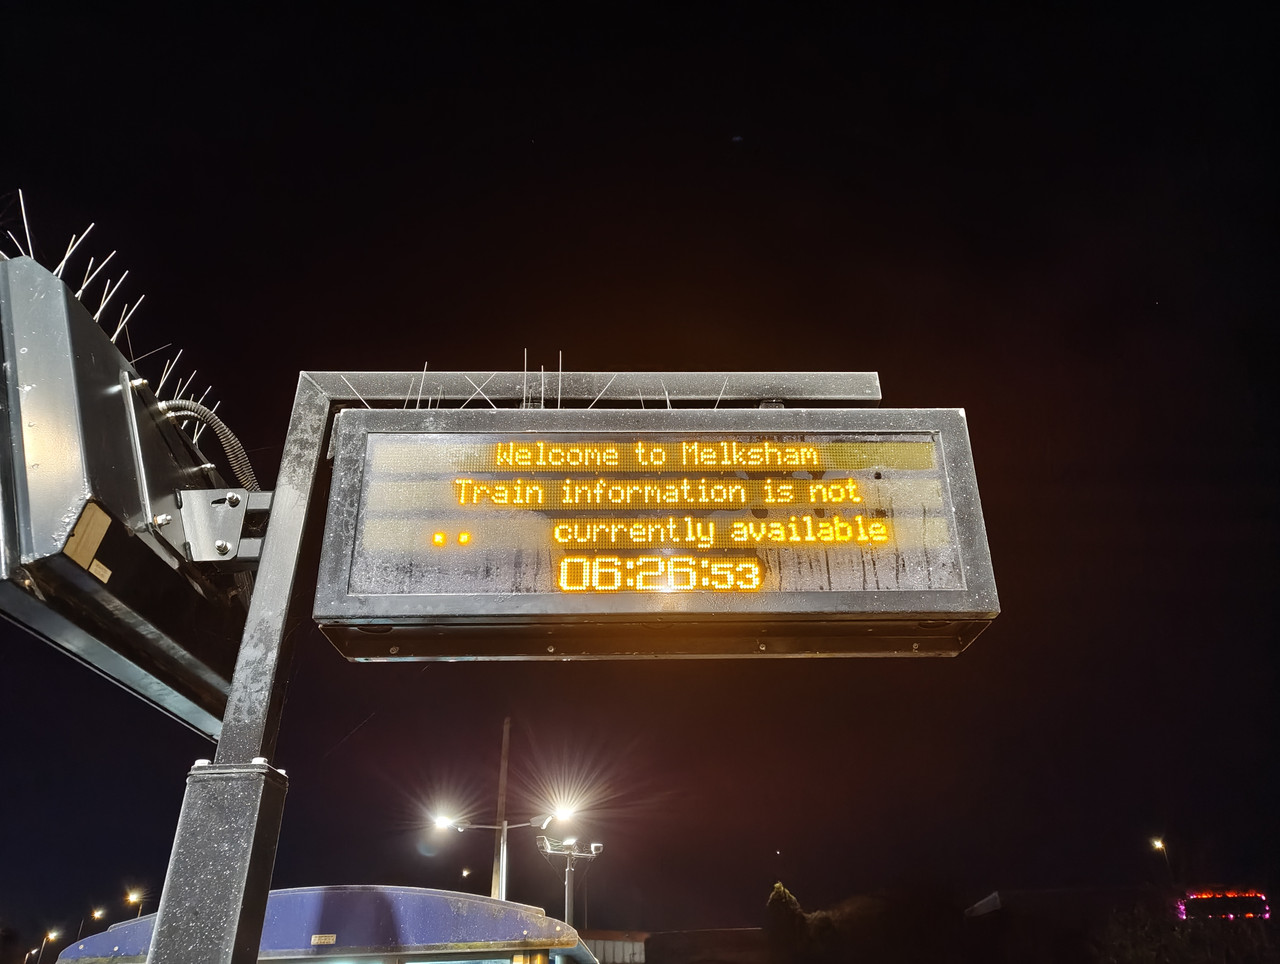 Welcome to Melksham
Train information is not
currently available
06:26:53